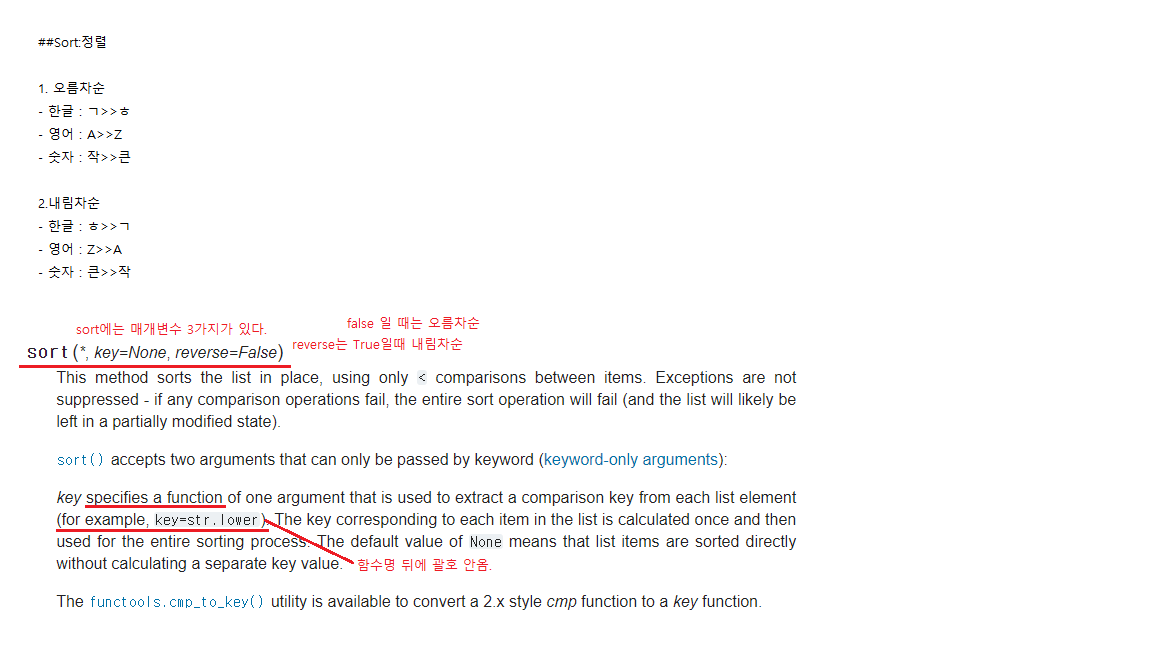 ##Sort:정렬
1. 오름차순
- 한글 : ㄱ>>ㅎ
- 영어 : A>>Z
- 숫자 : 작>>큰
2.내림차순
- 한글 : ㅎ>>ㄱ
- 영어 : Z>>A
- 숫자 : 큰>>작
sort에는 매개변수 3가지가 있다.
false 일 때는 오름차순
reverse는 True일때 내림차순
sort(*, key=None, reverse=False)
This method sorts the list in place, using only < comparisons between items. Exceptions are not
suppressed - if any comparison operations fail, the entire sort operation will fail (and the list will likely be
left in a partially modified state).
sort() accepts two arguments that can only be passed by keyword (keyword-only arguments):
key specifies a function of one argument that is used to extract a comparison key from each list element
(for example, key=str.lower). The key corresponding to each item in the list is calculated once and then
used for the entire sorting process. The default value of None means that list items are sorted directly
without calculating a separate key value.
함수명 뒤에 괄호 안옴.
The functools.cmp_to_key() utility is available to convert a 2.x style cmp function to a key function.